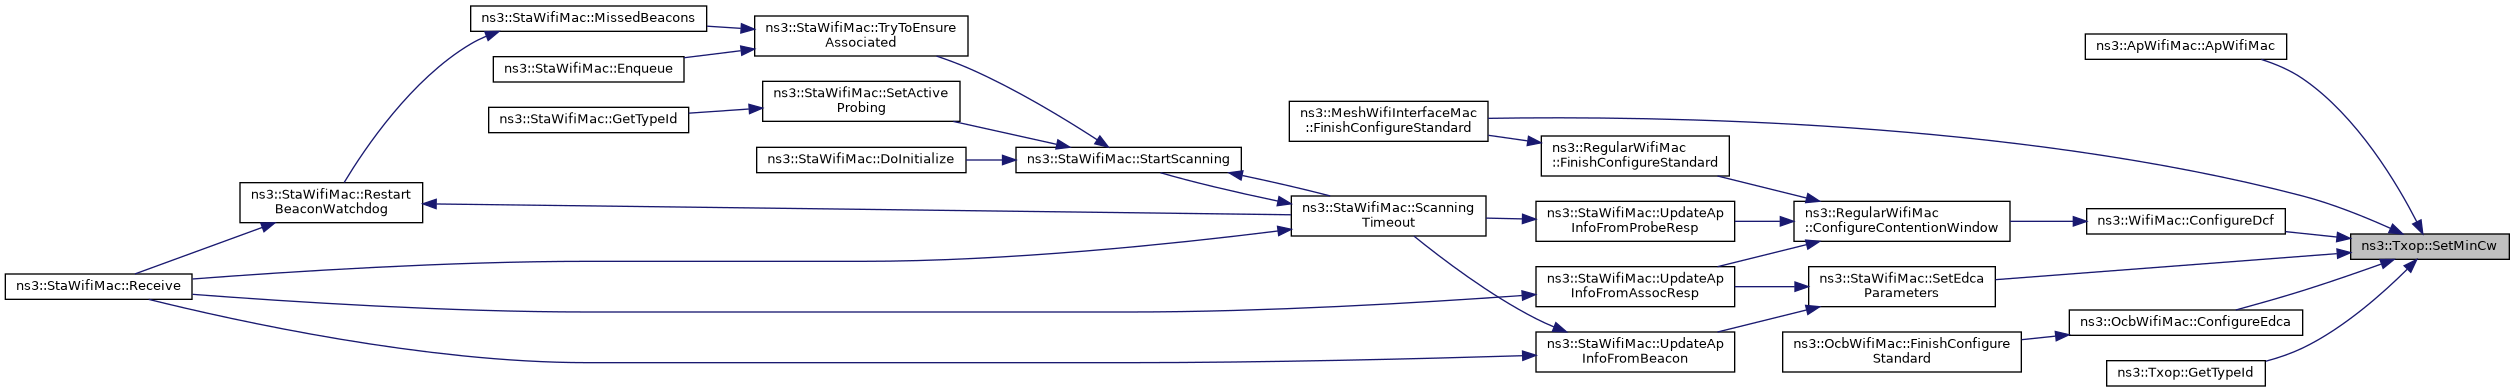 ns3::StaWifiMac::MissedBeacons
ns3::StaWifiMac::TryToEnsure
Associated
ns3::StaWifiMac::Enqueue
ns3::StaWifiMac::SetActive
Probing
ns3::StaWifiMac::GetTypeId
ns3::StaWifiMac::DoInitialize
ns3::StaWifiMac::StartScanning
ns3::StaWifiMac::Restart
BeaconWatchdog
ns3::StaWifiMac::Scanning
Timeout
ns3::StaWifiMac::Receive
ns3::MeshWifiInterfaceMac
::FinishConfigureStandard
ns3::RegularWifiMac
::FinishConfigureStandard
ns3::StaWifiMac::UpdateAp
InfoFromProbeResp
ns3::RegularWifiMac
::ConfigureContentionWindow
ns3::StaWifiMac::UpdateAp
InfoFromAssocResp
ns3::StaWifiMac::SetEdca
Parameters
ns3::StaWifiMac::UpdateAp
InfoFromBeacon
ns3::ApWifiMac::ApWifiMac
ns3::WifiMac::ConfigureDcf
ns3::Txop::SetMinCw
ns3::OcbWifiMac::ConfigureEdca
ns3::OcbWifiMac::FinishConfigure
Standard
ns3::Txop::GetTypeId